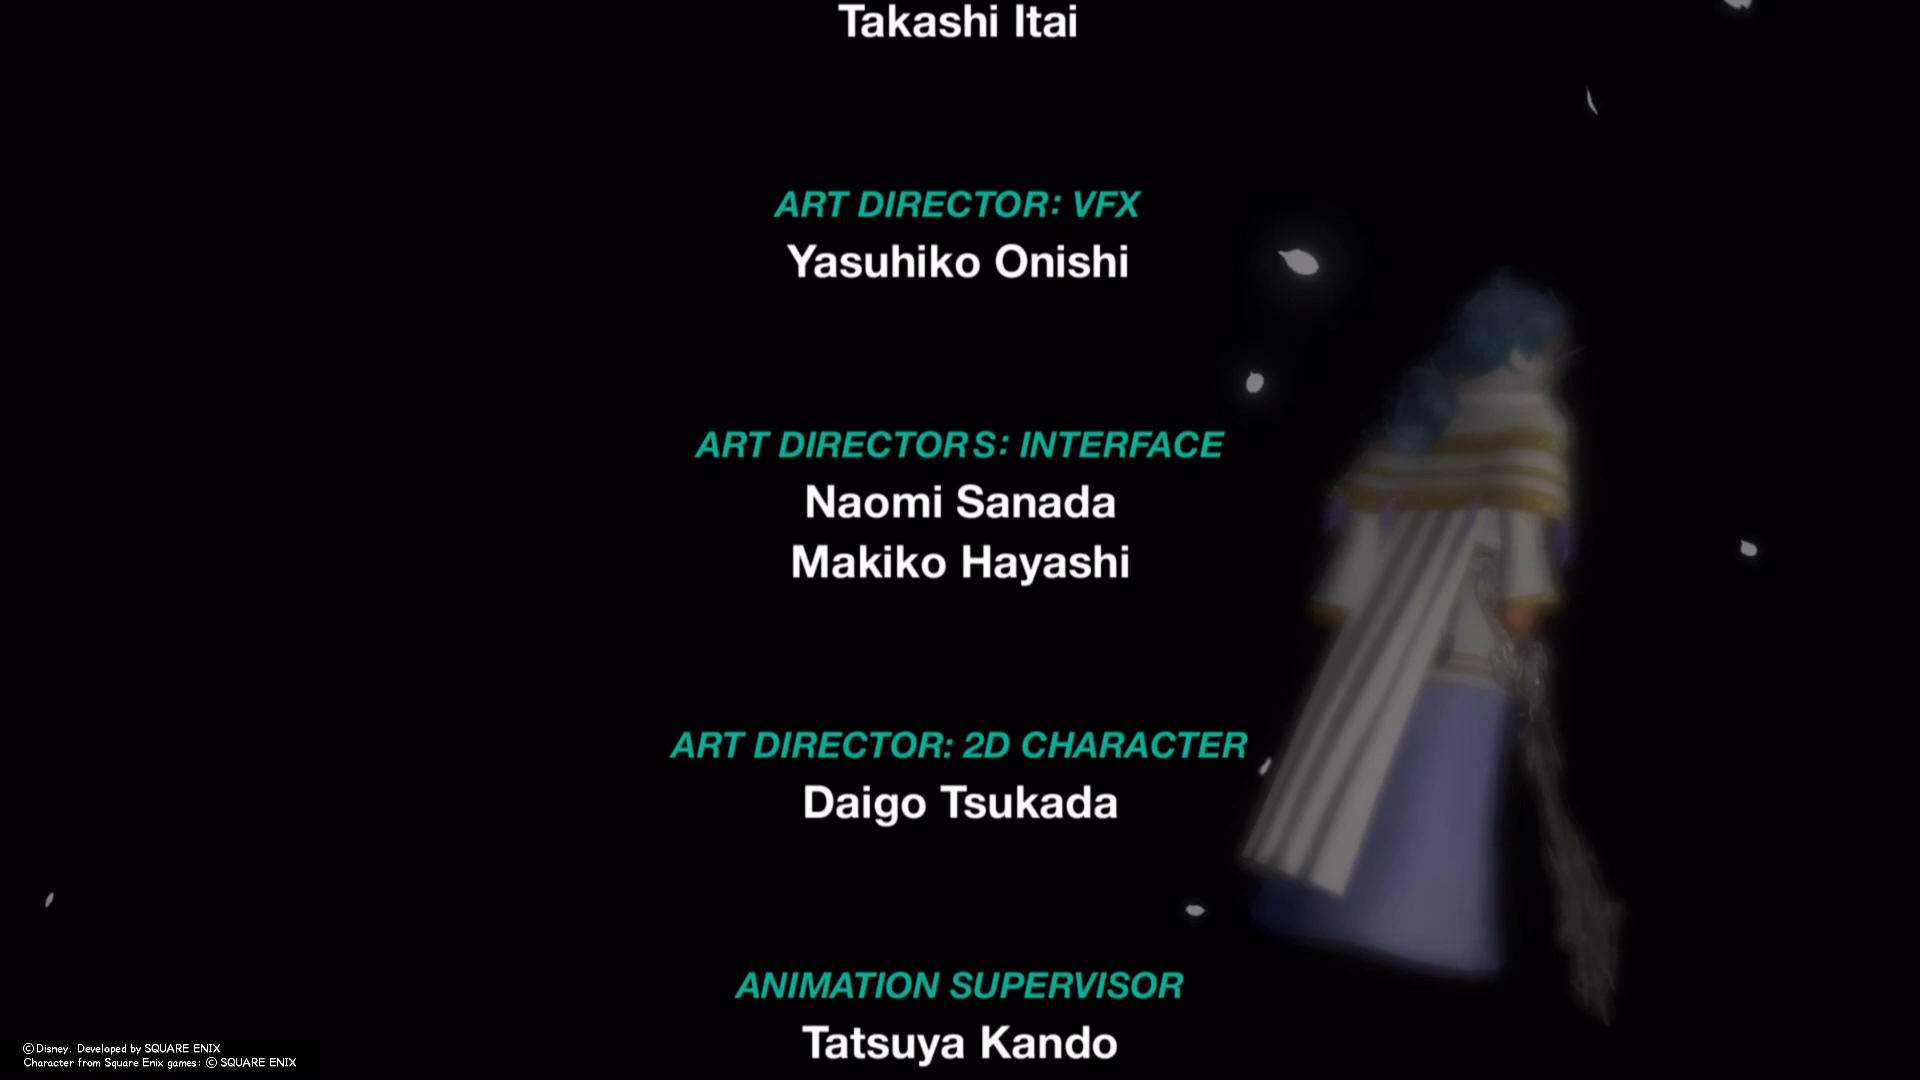 Takashi Itai
ART DIRECTOR: VFX
Yasuhiko Onishi
ART DIRECTORS: INTERFACE
Naomi Sanada
Makiko Hayashi
ART DIRECTOR: 2D CHARACTER
Daigo Tsukada
ANIMATION SUPERVISOR
Tatsuya Kando
©Disney. Developed by SQUARE ENIX
Character from Square Enix games: © SQUARE ENIX